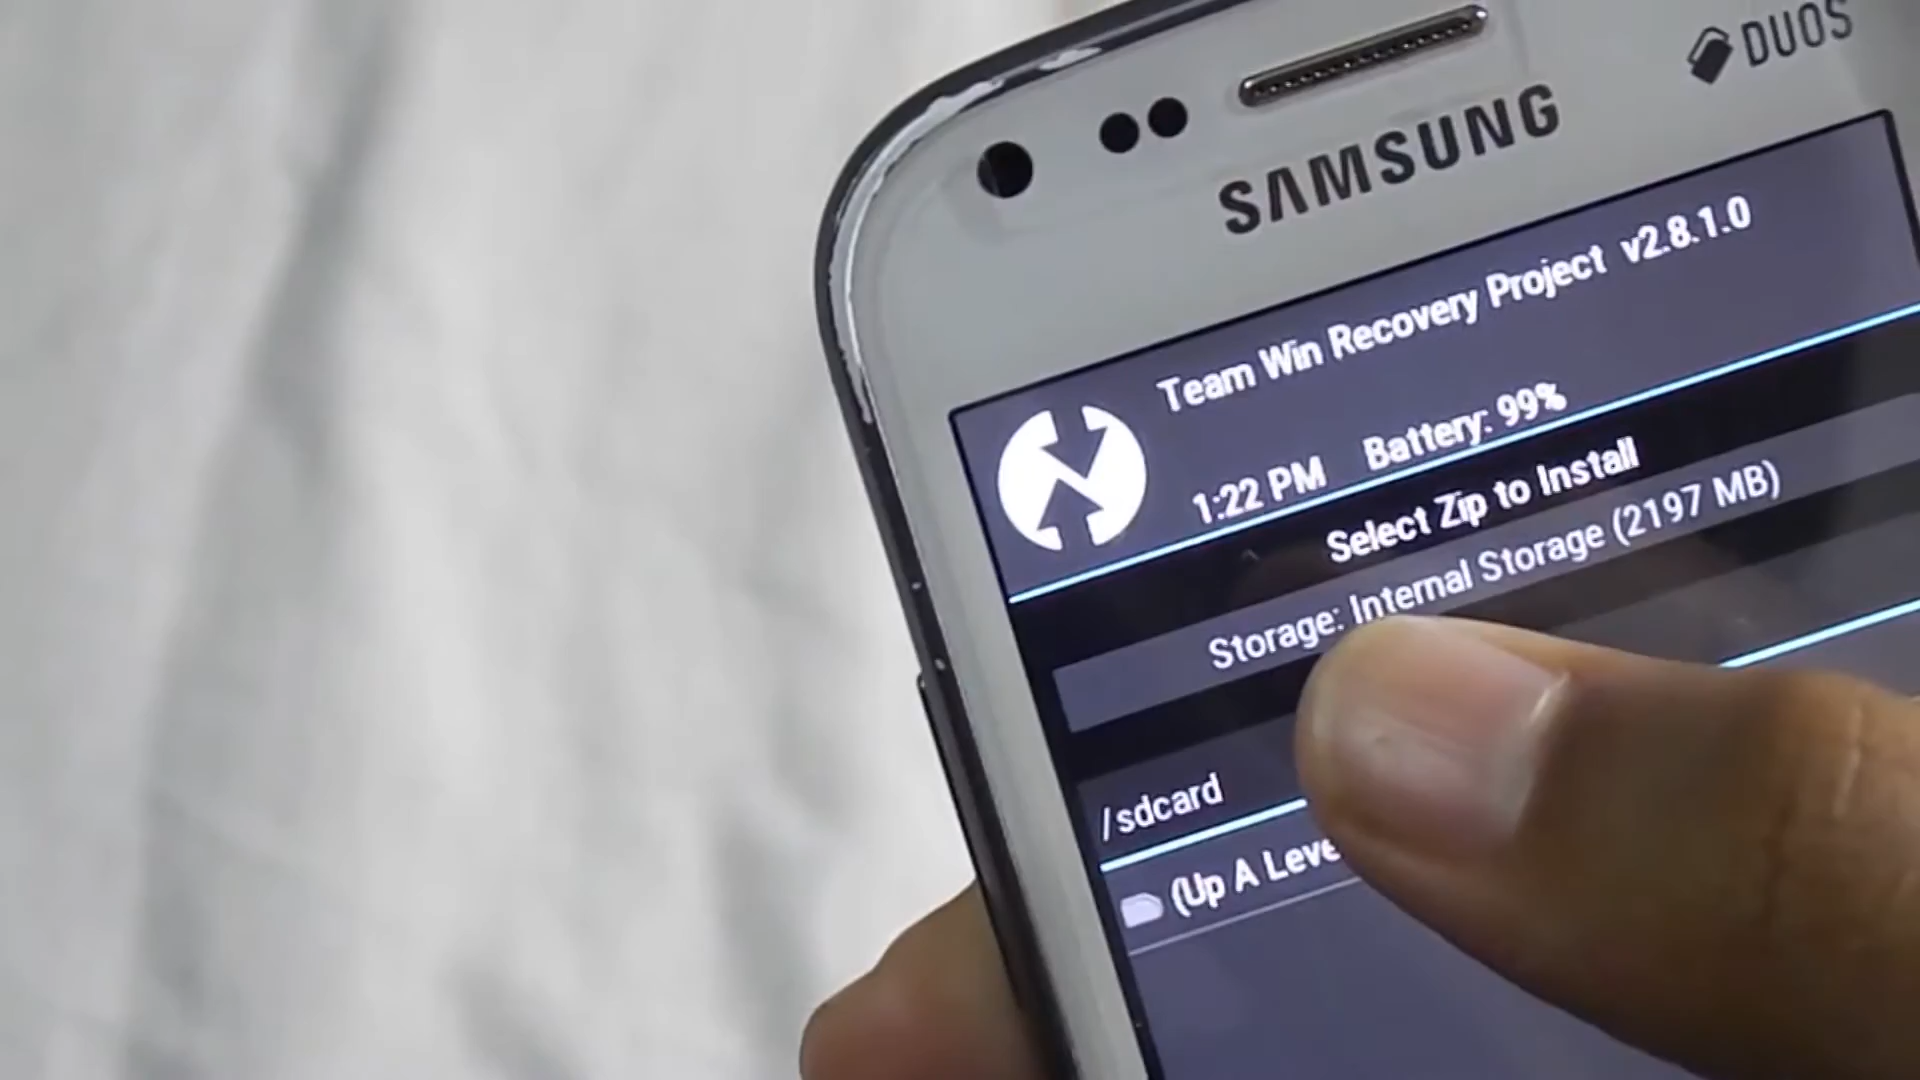 DUOS
SAMSUNG
Team Win Recovery Project v2.8.1.0
1:22 PM Battery: 99%
Select Zip to Install
Storage: Internal Storage (2197 MB)
/sdcard
(Up A Leve